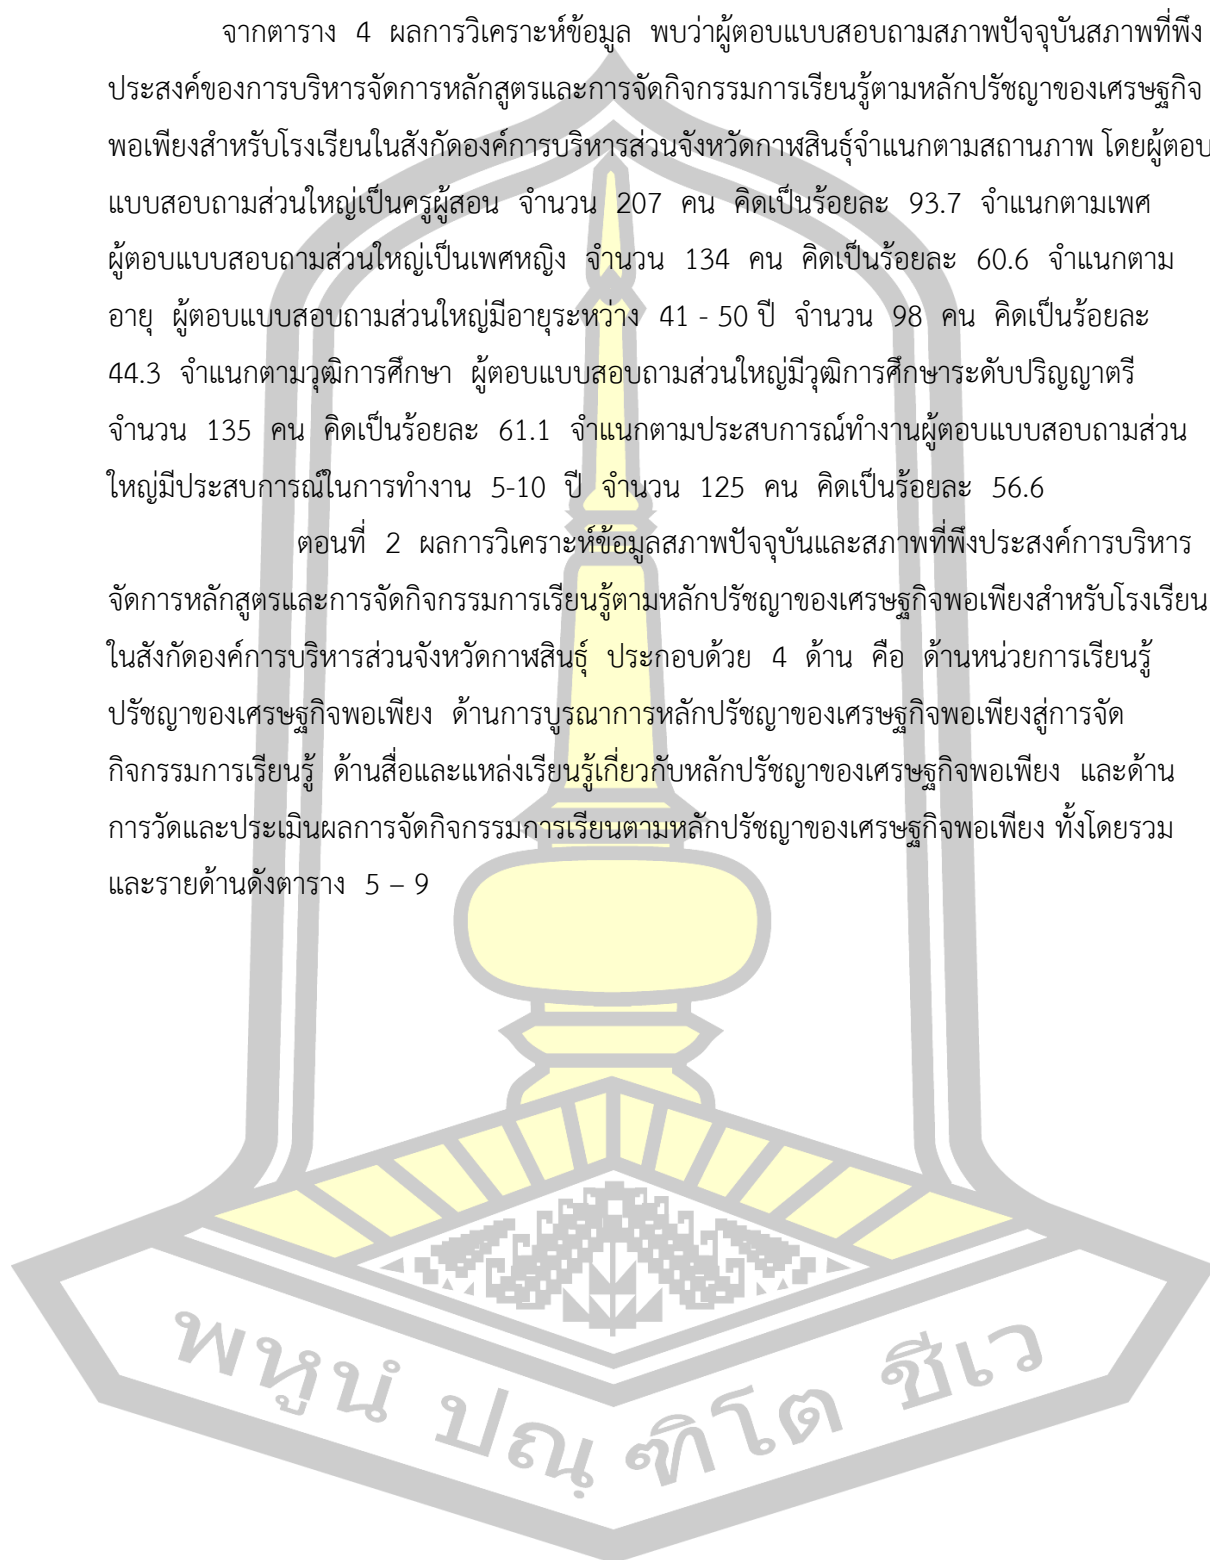 จากตาราง 4 ผลการวิเคราะห์ข้อมูล พบว่าผู้ตอบแบบสอบถามสภาพปัจจุบันสภาพที่พึง
ประสงค์ของการบริหารจัดการหลักสูตรและการจัดกิจกรรมการเรียนรู้ตามหลักปรัชญาของเศรษฐกิจ
พอเพียงสำหรับโรงเรียนในสังกัดองค์การบริหารส่วนจังหวัดกาฬสินธุ์จำแนกตามสถานภาพ โดยผู้ตอบ
แบบสอบถามส่วนใหญ่เป็นครูผู้สอน จำนวน 207 คน คิดเป็นร้อยละ 93.7 จำแนกตามเพศ
ผู้ตอบแบบสอบถามส่วนใหญ่เป็นเพศหญิง จำนวน 134 คน คิดเป็นร้อยละ 60.6 จำแนกตาม
อายุ ผู้ตอบแบบสอบถามส่วนใหญ่มีอายุระหว่าง 41 - 50 ปี จำนวน 98 คน คิดเป็นร้อยละ
44.3 จำแนกตามวุฒิการศึกษา ผู้ตอบแบบสอบถามส่วนใหญ่มีวุฒิการศึกษาระดับปริญญาตรี
จำนวน 135 คน คิดเป็นร้อยละ 61.1 จำแนกตามประสบการณ์ทำงานผู้ตอบแบบสอบถามส่วน
ใหญ่มีประสบการณ์ในการทำงาน 5-10 ปี จำนวน 125 คน คิดเป็นร้อยละ 56.6
ตอนที่ 2 ผลการวิเคราะห์ข้อมูลสภาพปัจจุบันและสภาพที่พึงประสงค์การบริหาร
จัดการหลักสูตรและการจัดกิจกรรมการเรียนรู้ตามหลักปรัชญาของเศรษฐกิจพอเพียงสำหรับโรงเรียน
ในสังกัดองค์การบริหารส่วนจังหวัดกาฬสินธุ์ ประกอบด้วย 4 ด้าน คือ ด้านหน่วยการเรียนรู้
ปรัชญาของเศรษฐกิจพอเพียง ด้านการบูรณาการหลักปรัชญาของเศรษฐกิจพอเพียงสู่การจัด
กิจกรรมการเรียนรู้ ด้านสื่อและแหล่งเรียนรู้เกี่ยวกับหลักปรัชญาของเศรษฐกิจพอเพียง และด้าน
การวัดและประเมินผลการจัดกิจกรรมการเรียนตามหลักปรัชญาของเศรษฐกิจพอเพียง ทั้งโดยรวม
และรายด้านดังตาราง 5 – 9
พหูนํ ปณฺ ฑิโต ชีเว